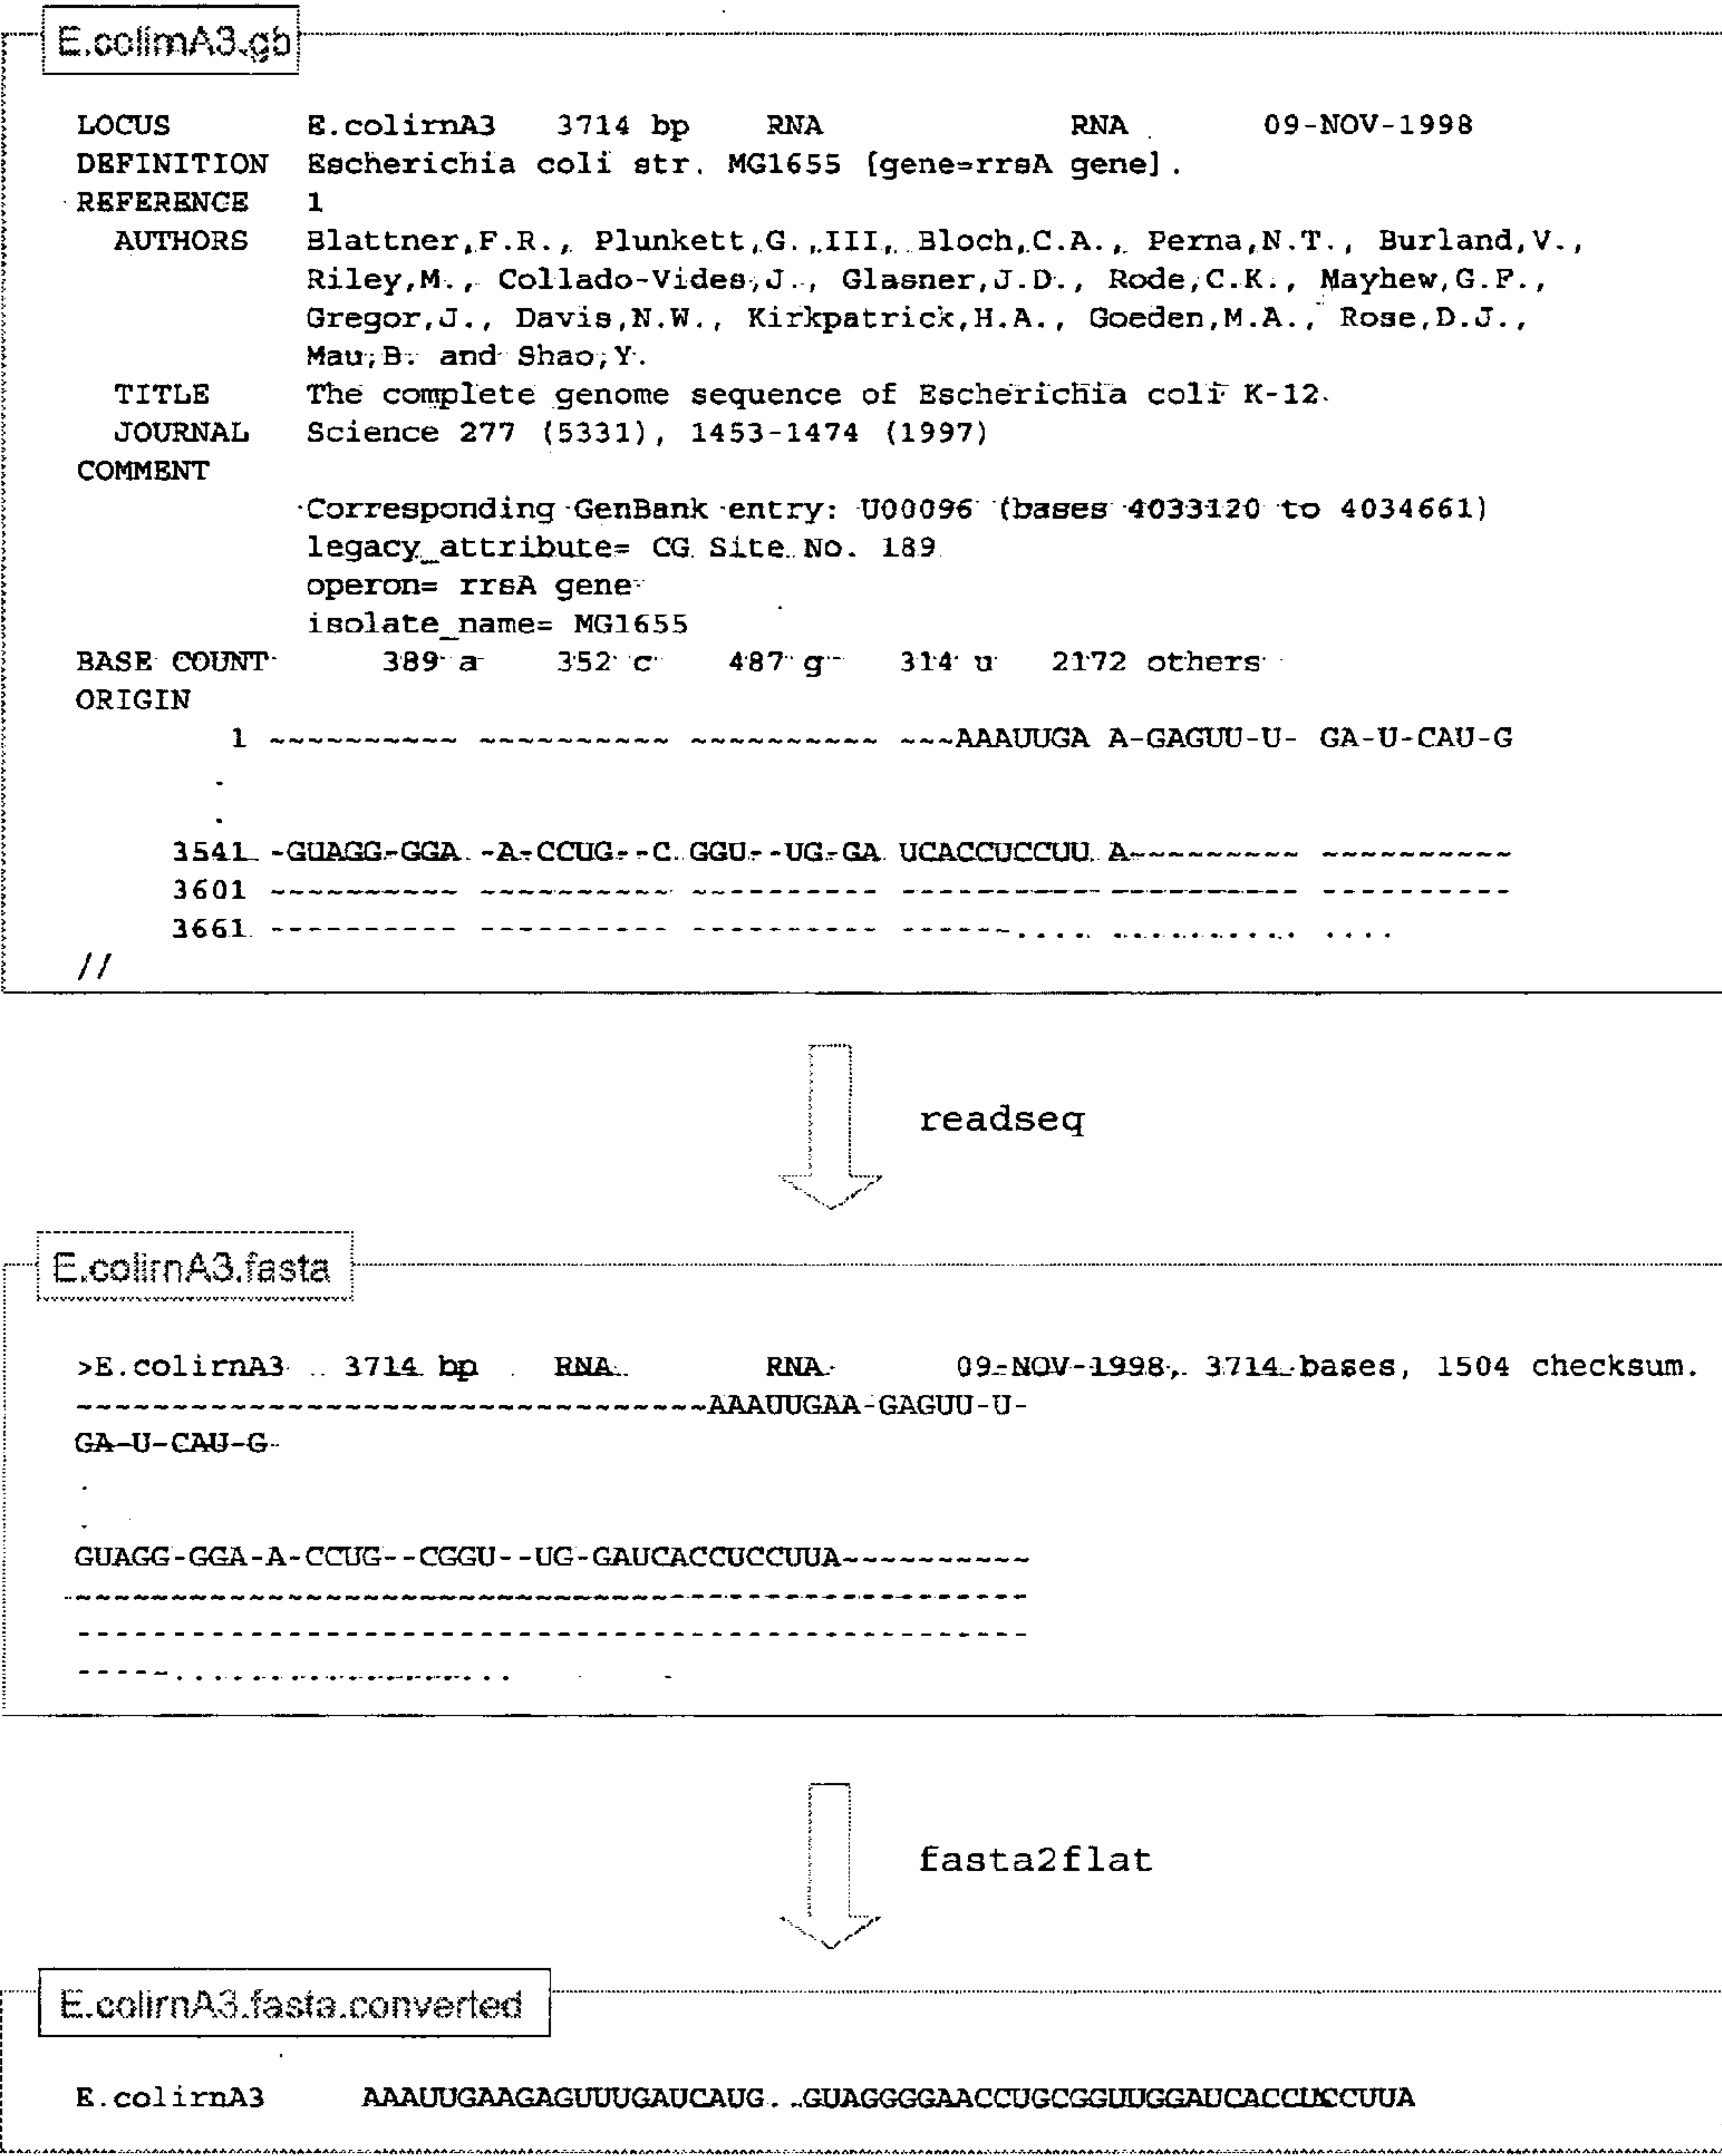 E.colirnA3.gb
LOCUS E.colirnA3 3714 bp RNA RNA 09-NOV-1998
DEFINITION Escherichia coli str. MG1655 [gene=rrsA gene].
REFERENCE 1
AUTHORS Blattner,F.R., Plunkett,G.,III, Bloch,C.A., Perna,N.T., Burland,V.,
Riley,M., Collado-Vides,J., Glasner,J.D., Rode,C.K., Mayhew,G.F.,
Gregor,J., Davis,N.W., Kirkpatrick,H.A., Goeden,M.A., Rose,D.J.,
Mau,B. and Shao,Y.
TITLE The complete genome sequence of Escherichia coli K-12.
JOURNAL Science 277 (5331), 1453-1474 (1997)
COMMENT
Corresponding GenBank entry: U00096 (bases 4033120 to 4034661)
legacy_attribute= CG Site No. 189
operon= rrsA gene
isolate_name= MG1655
BASE COUNT 389 a 352 c 487 g 314 u 2172 others
ORIGIN
1 ~~~~~~~~~~ ~~~~~~~~~~ ~~~~~~~~~~ ~~~AAAUUGA A-GAGUU-U- GA-U-CAU-G
.
.
3541 -GUAGG-GGA -A-CCUG--C GGU--UG-GA UCACCUCCUU A~~~~~~~~~ ~~~~~~~~~~
3601 ~~~~~~~~~~ ~~~~~~~~~~ ~~~~~~~~~~ ---------- ---------- ----------
3661 ---------- ---------- ---------- ------.... .......... ....
//
readseq
E.colirnA3.fasta
>E.colirnA3 3714 bp RNA RNA 09-NOV-1998, 3714 bases, 1504 checksum.
~~~~~~~~~~~~~~~~~~~~~~~~~~~~~~~~~AAAUUGAA-GAGUU-U-
GA-U-CAU-G-
.
.
GUAGG-GGA-A-CCUG--CGGU--UG-GAUCACCUCCUUA~~~~~~~~~~
~~~~~~~~~~~~~~~~~~~~~~~~~~~~~~~-------------------
--------------------------------------------------
-----..................
fasta2flat
E.colirnA3.fasta.converted
E.colirnA3 AAAUUGAAGAGUUUGAUCAUG...GUAGGGGAACCUGCGGUUGGAUCACCUCCUUA